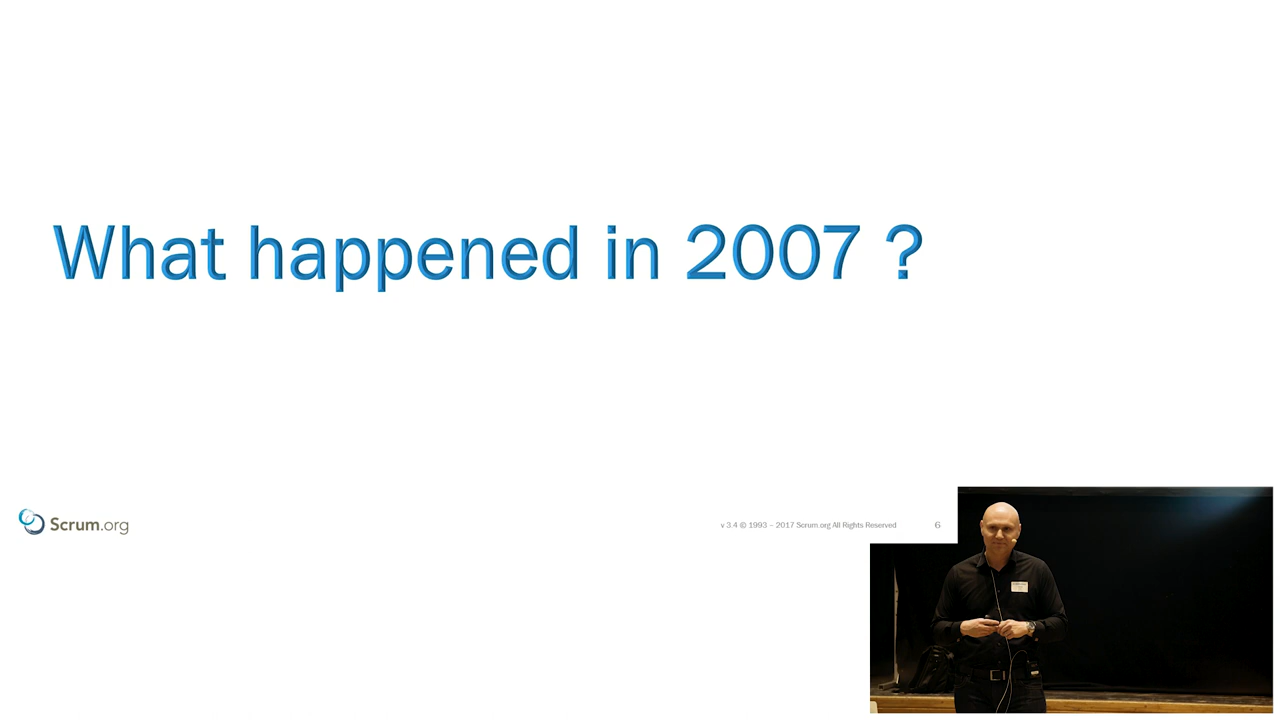 What happened in 2007 ?
Scrum.org
v 3.4 © 1993 – 2017 Scrum.org All Rights Reserved
6